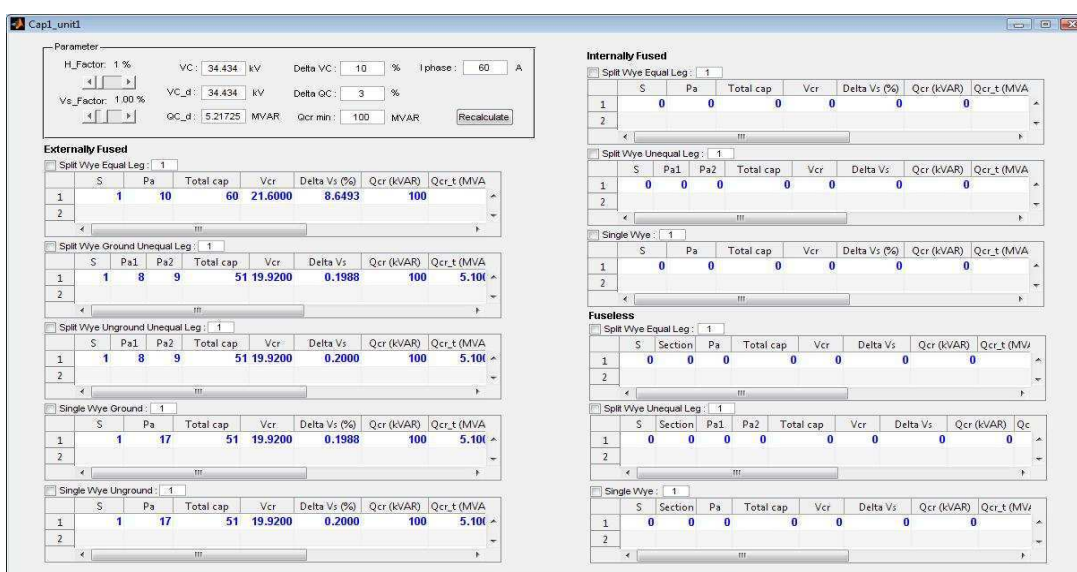 Cap1_unit1
Parameter
H_Factor: 1 %
Vs_Factor: 1.00 %
VC : 34.434 kV
VC_d : 34.434 kV
QC_d : 5.21725 MVAR
Delta VC : 10 %
Delta QC : 3 %
Qcr min : 100 MVAR
I phase : 60 A
Recalculate
Externally Fused
Split Wye Equal Leg : 1
S Pa Total cap Vcr Delta Vs (%) Qcr (kVAR) Qcr_t (MVA
1 1 10 60 21.6000 8.6493 100
2
Split Wye Ground Unequal Leg : 1
S Pa1 Pa2 Total cap Vcr Delta Vs Qcr (kVAR) Qcr_t (MVA
1 1 8 9 51 19.9200 0.1988 100 5.100
2
Split Wye Unground Unequal Leg : 1
S Pa1 Pa2 Total cap Vcr Delta Vs Qcr (kVAR) Qcr_t (MVA
1 1 8 9 51 19.9200 0.2000 100 5.100
2
Single Wye Ground : 1
S Pa Total cap Vcr Delta Vs (%) Qcr (kVAR) Qcr_t (MVA
1 1 17 51 19.9200 0.1988 100 5.100
2
Single Wye Unground : 1
S Pa Total cap Vcr Delta Vs (%) Qcr (kVAR) Qcr_t (MVA
1 1 17 51 19.9200 0.2000 100 5.100
2
Internally Fused
Split Wye Equal Leg : 1
S Pa Total cap Vcr Delta Vs (%) Qcr (kVAR) Qcr_t (MVA
1 0 0 0 0 0 0
2
Split Wye Unequal Leg : 1
S Pa1 Pa2 Total cap Vcr Delta Vs (%) Qcr (kVAR) Qcr_t (MVA
1 0 0 0 0 0 0 0
2
Single Wye : 1
S Pa Total cap Vcr Delta Vs (%) Qcr (kVAR) Qcr_t (MVA
1 0 0 0 0 0 0
2
Fuseless
Split Wye Equal Leg : 1
S Section Pa Total cap Vcr Delta Vs Qcr (kVAR) Qcr_t (MVA
1 0 0 0 0 0 0 0
2
Split Wye Unequal Leg : 1
S Section Pa1 Pa2 Total cap Vcr Delta Vs Qcr (kVAR) Qc
1 0 0 0 0 0 0 0 0
2
Single Wye : 1
S Section Pa Total cap Vcr Delta Vs Qcr (kVAR) Qcr_t (MVA
1 0 0 0 0 0 0 0
2